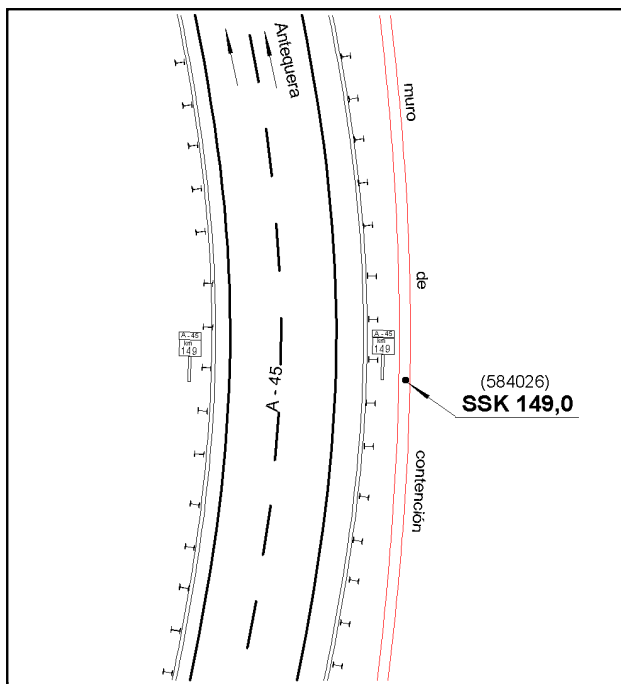 Antequera
muro
de
contención
A - 45
km
149
A - 45
km
149
A - 45
(584026)
SSK 149,0